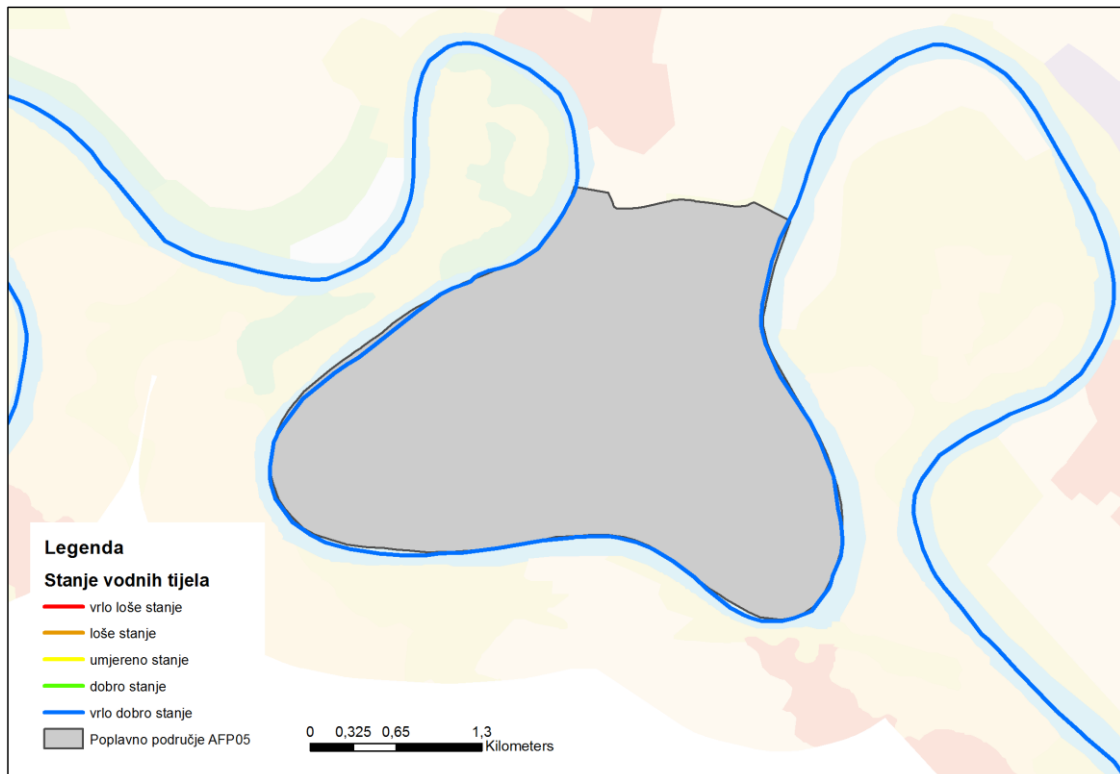 Legenda
Stanje vodnih tijela
vrlo loše stanje
loše stanje
umjereno stanje
dobro stanje
vrlo dobro stanje
Poplavno područje AFP05
0 0,325 0,65 1,3
Kilometers